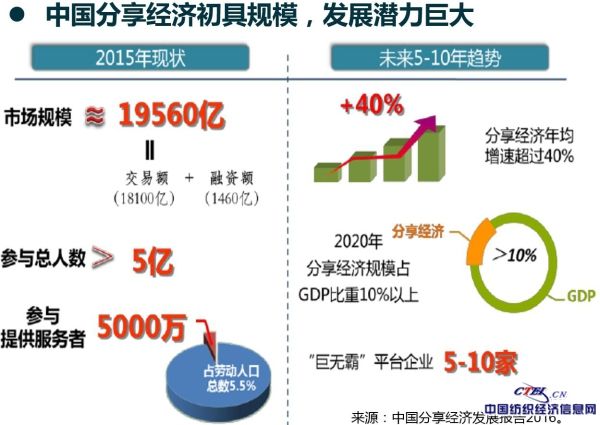 ● 中国分享经济初具规模，发展潜力巨大
2015年现状
市场规模 ≈ 19560亿
=
交易额 + 融资额
(18100亿) (1460亿)
参与总人数 > 5亿
参与
提供服务者
5000万
占劳动人口
总数5.5%
未来5-10年趋势
+40%
分享经济年均
增速超过40%
2020年
分享经济规模占
GDP比重10%以上
分享经济
>10%
GDP
“巨无霸”平台企业 5-10家
CTEI.CN
中国纺织经济信息网
来源：中国分享经济发展报告2016。